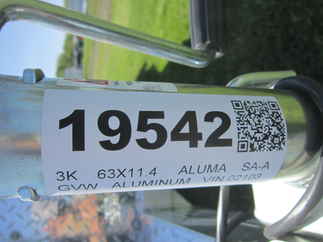 19542
3K 63X11.4 ALUMA SA-A
GVW ALUMINUM VIN 02109